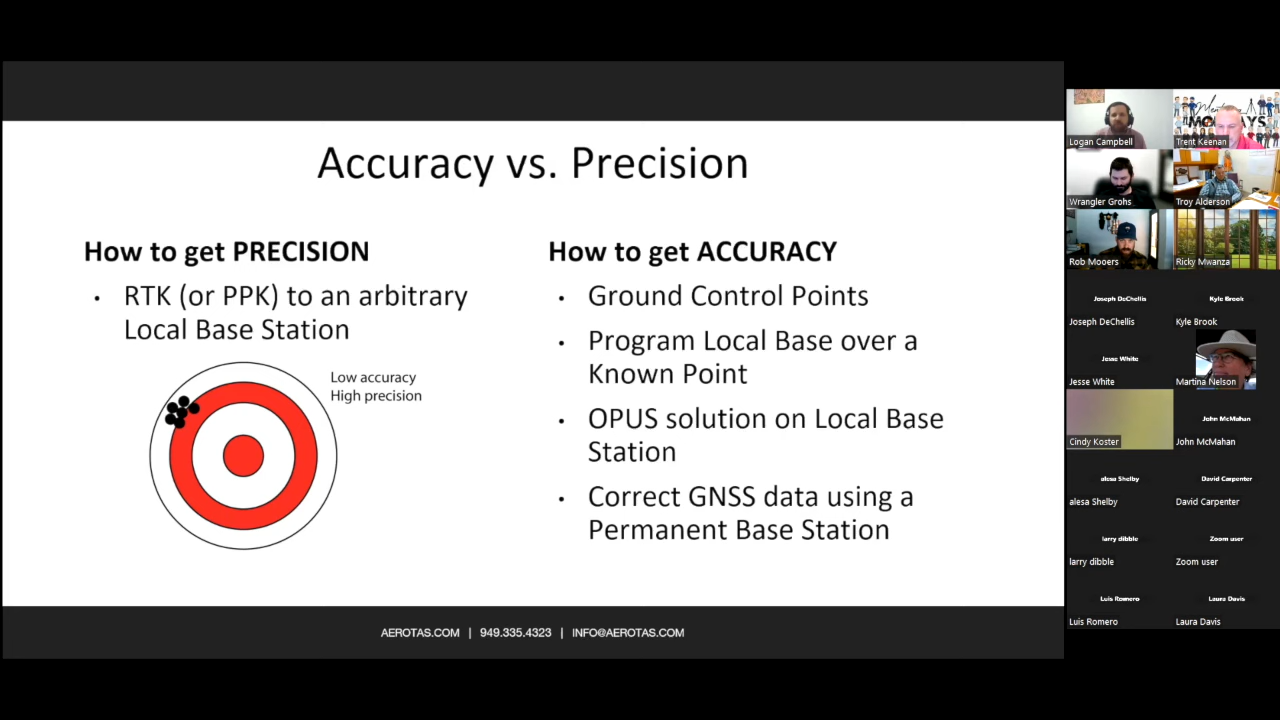 Accuracy vs. Precision
How to get PRECISION
• RTK (or PPK) to an arbitrary
Local Base Station
Low accuracy
High precision
How to get ACCURACY
• Ground Control Points
• Program Local Base over a
Known Point
• OPUS solution on Local Base
Station
• Correct GNSS data using a
Permanent Base Station
AEROTAS.COM | 949.335.4323 | INFO@AEROTAS.COM
Logan Campbell
Trent Keenan
Wrangler Grohs
Troy Alderson
Rob Mooers
Ricky Mwanza
Joseph DeChellis
Joseph DeChellis
Kyle Brook
Kyle Brook
Jesse White
Jesse White
Martina Nelson
Cindy Koster
John McMahan
John McMahan
alesa Shelby
alesa Shelby
David Carpenter
David Carpenter
larry dibble
larry dibble
Zoom user
Zoom user
Luis Romero
Luis Romero
Laura Davis
Laura Davis